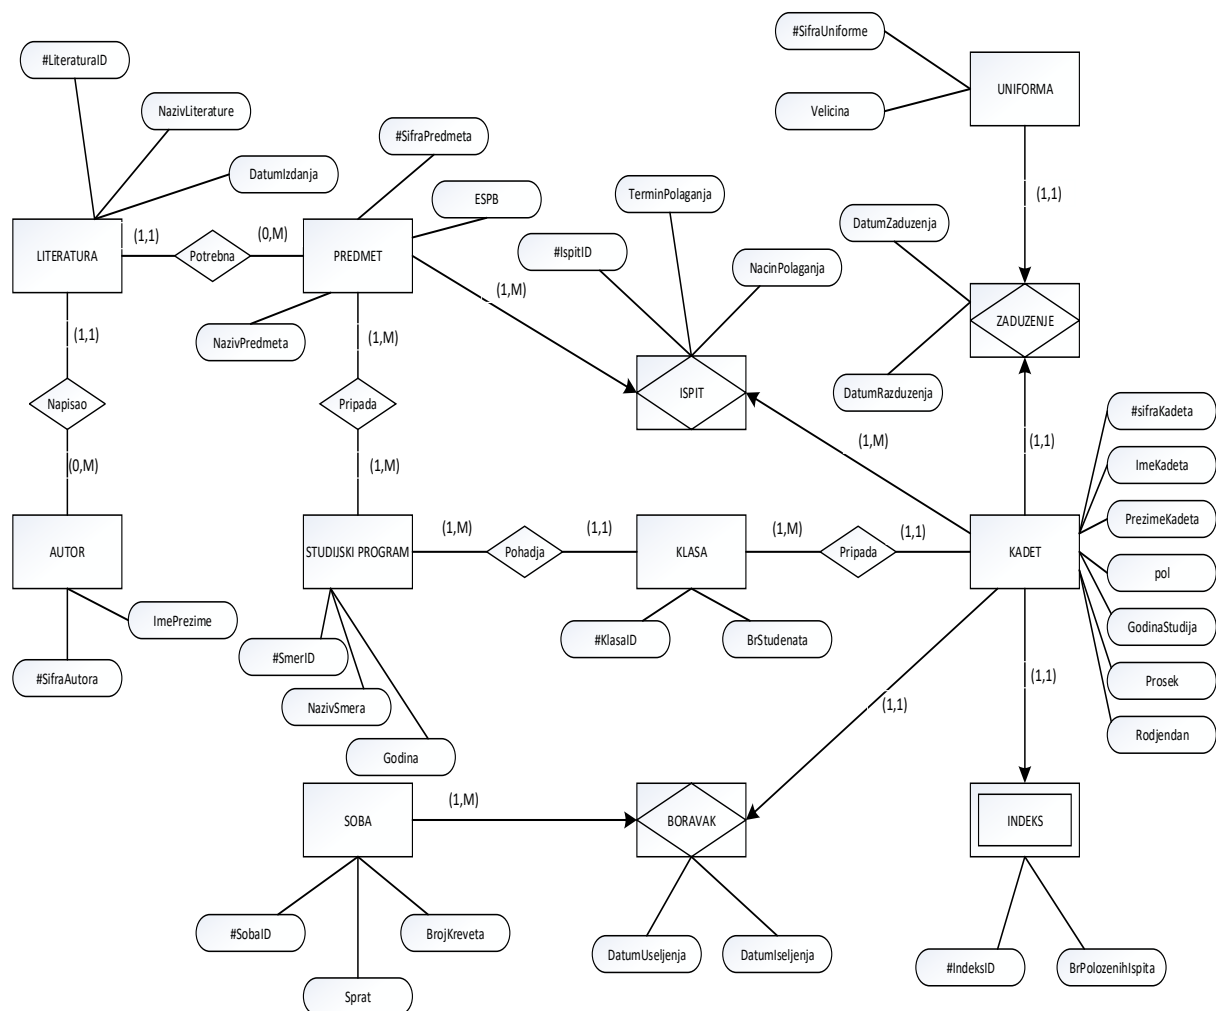 #SifraUniforme
#LiteraturaID
UNIFORMA
NazivLiterature
Velicina
#SifraPredmeta
DatumIzdanja
ESPB
TerminPolaganja
(1,1)
DatumZaduzenja
(1,1)
(0,M)
LITERATURA
Potrebna
PREDMET
#IspitID
NacinPolaganja
(1,M)
ZADUZENJE
(1,1)
NazivPredmeta
(1,M)
ISPIT
DatumRazduzenja
Napisao
Pripada
#sifraKadeta
(1,M)
(1,1)
(0,M)
(1,M)
ImeKadeta
PrezimeKadeta
(1,M)
(1,1)
(1,M)
(1,1)
AUTOR
STUDIJSKI PROGRAM
Pohadja
KLASA
Pripada
KADET
pol
ImePrezime
GodinaStudija
#KlasaID
BrStudenata
#SmerID
#SifraAutora
(1,1)
Prosek
NazivSmera
(1,1)
Rodjendan
Godina
(1,M)
SOBA
BORAVAK
INDEKS
#SobaID
BrojKreveta
DatumUseljenja
DatumIseljenja
#IndeksID
BrPolozenihIspita
Sprat